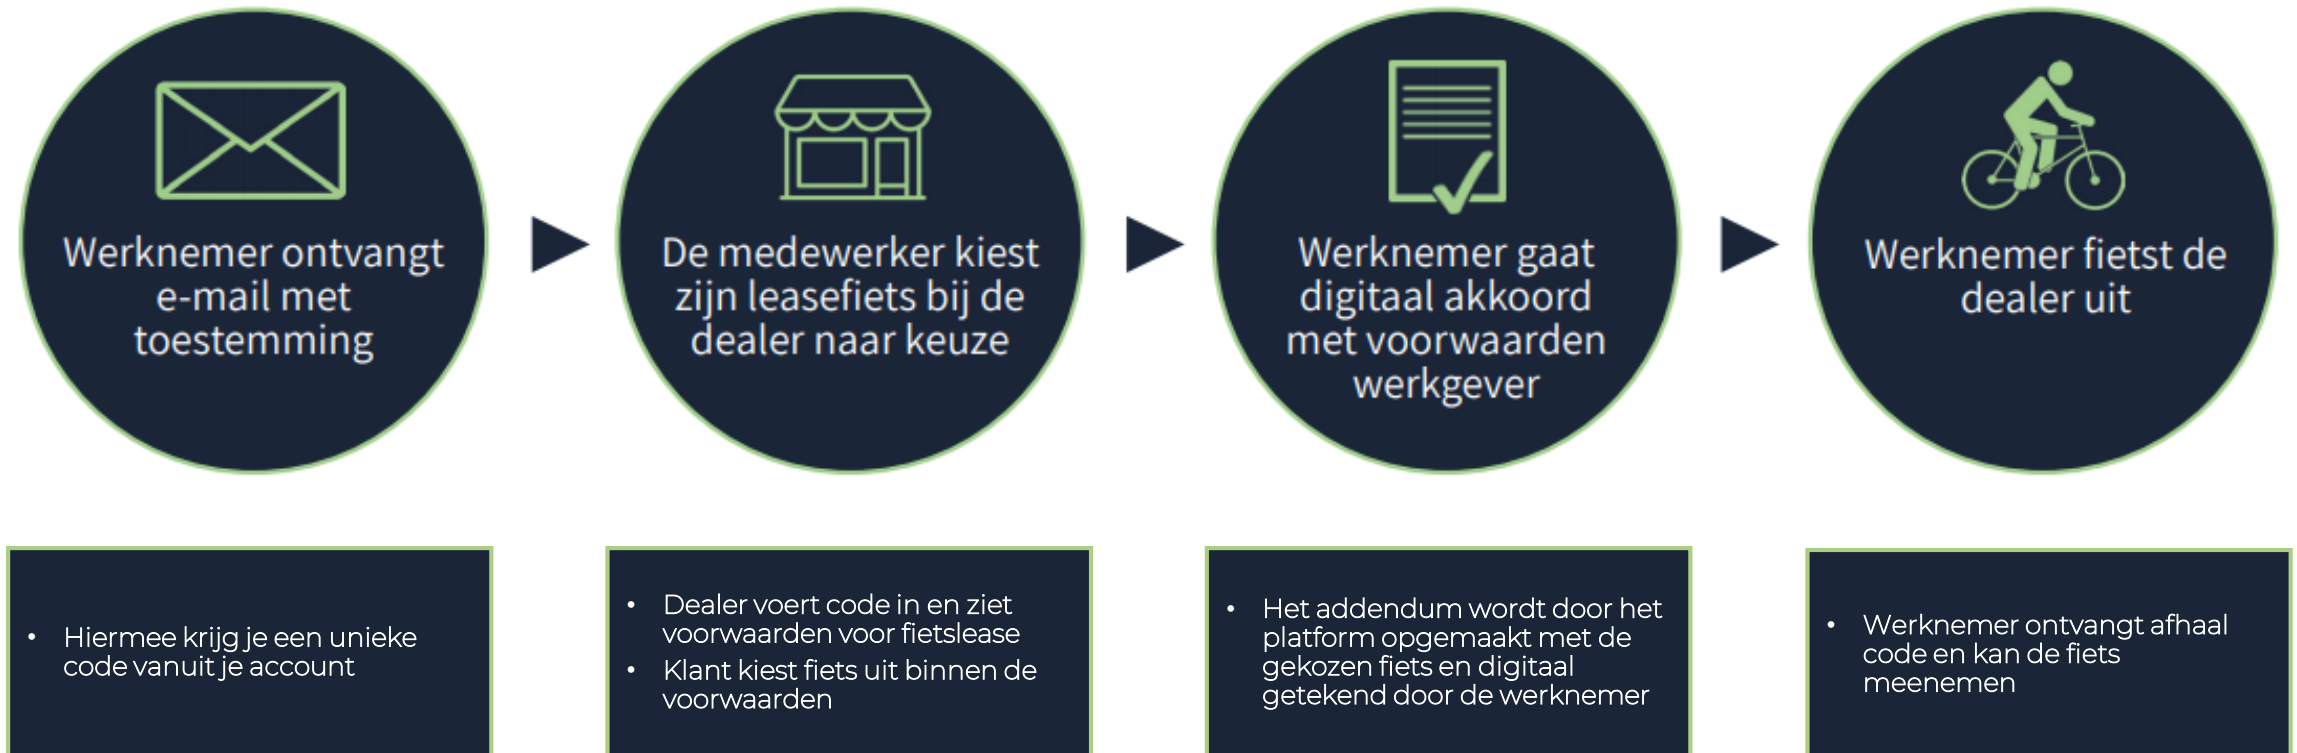 Werknemer ontvangt
e-mail met
toestemming
De medewerker kiest
zijn leasefiets bij de
dealer naar keuze
Werknemer gaat
digitaal akkoord
met voorwaarden
werkgever
Werknemer fietst de
dealer uit
• Hiermee krijg je een unieke
code vanuit je account
• Dealer voert code in en ziet
voorwaarden voor fietslease
• Klant kiest fiets uit binnen de
voorwaarden
• Het addendum wordt door het
platform opgemaakt met de
gekozen fiets en digitaal
getekend door de werknemer
• Werknemer ontvangt afhaal
code en kan de fiets
meenemen